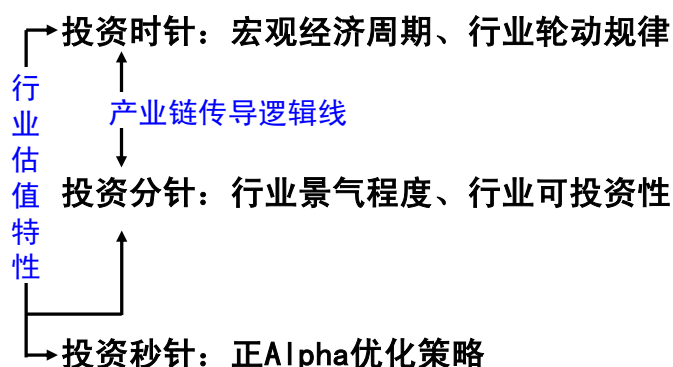 投资时针：宏观经济周期、行业轮动规律
产业链传导逻辑线
行业估值特性
投资分针：行业景气程度、行业可投资性
投资秒针：正Alpha优化策略